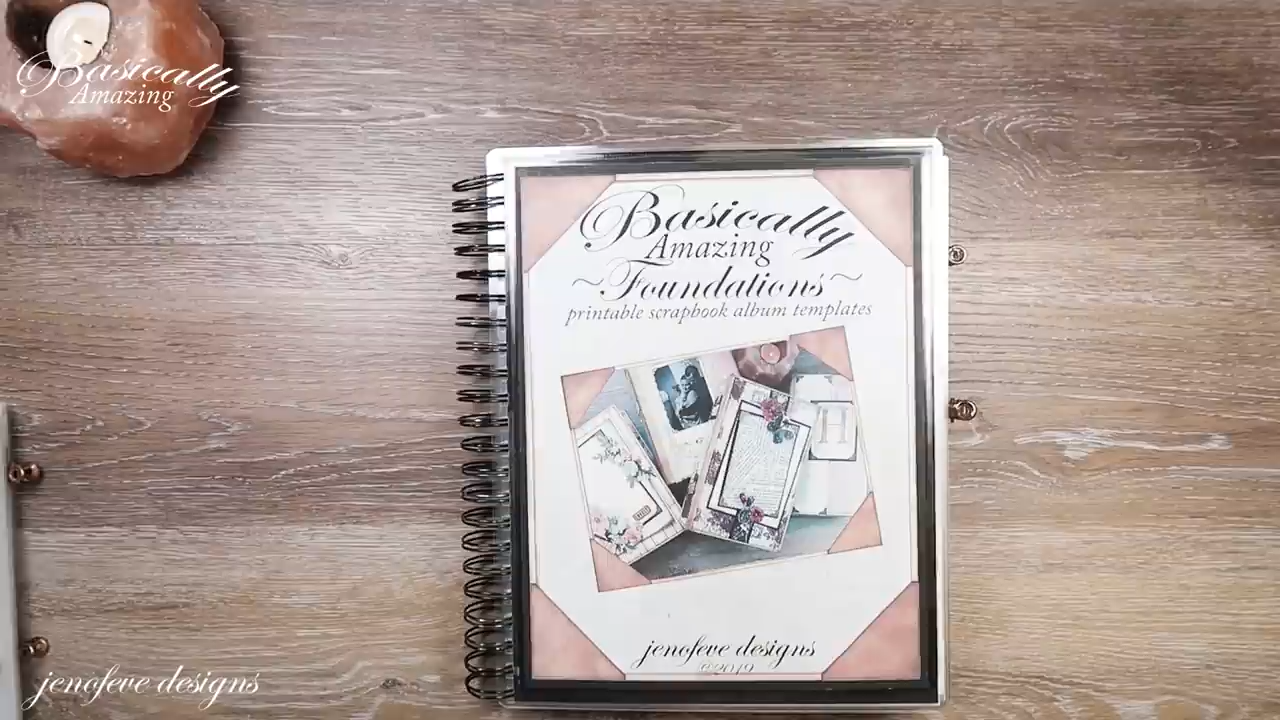 Basically
Amazing
Basically
Amazing
~Foundations~
printable scrapbook album templates
H
jenofeve designs
©2019
jenofeve designs